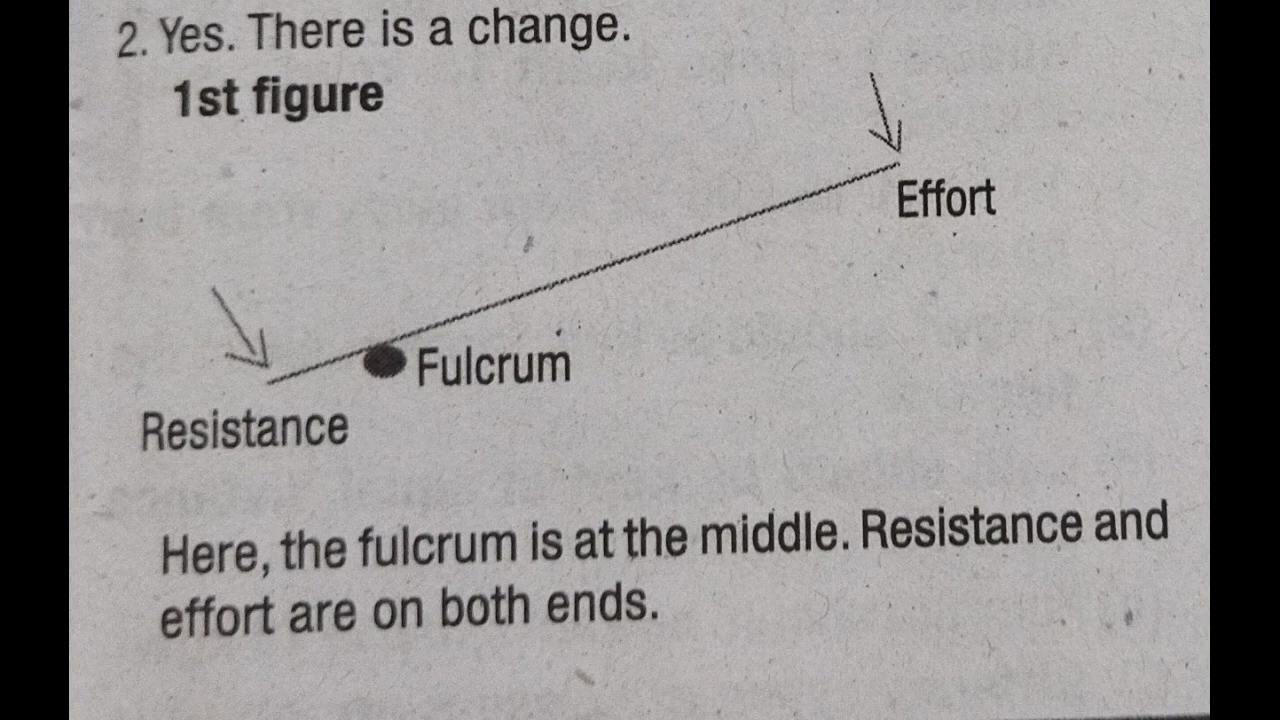 2. Yes. There is a change.
1st figure
Effort
Fulcrum
Resistance
Here, the fulcrum is at the middle. Resistance and
effort are on both ends.